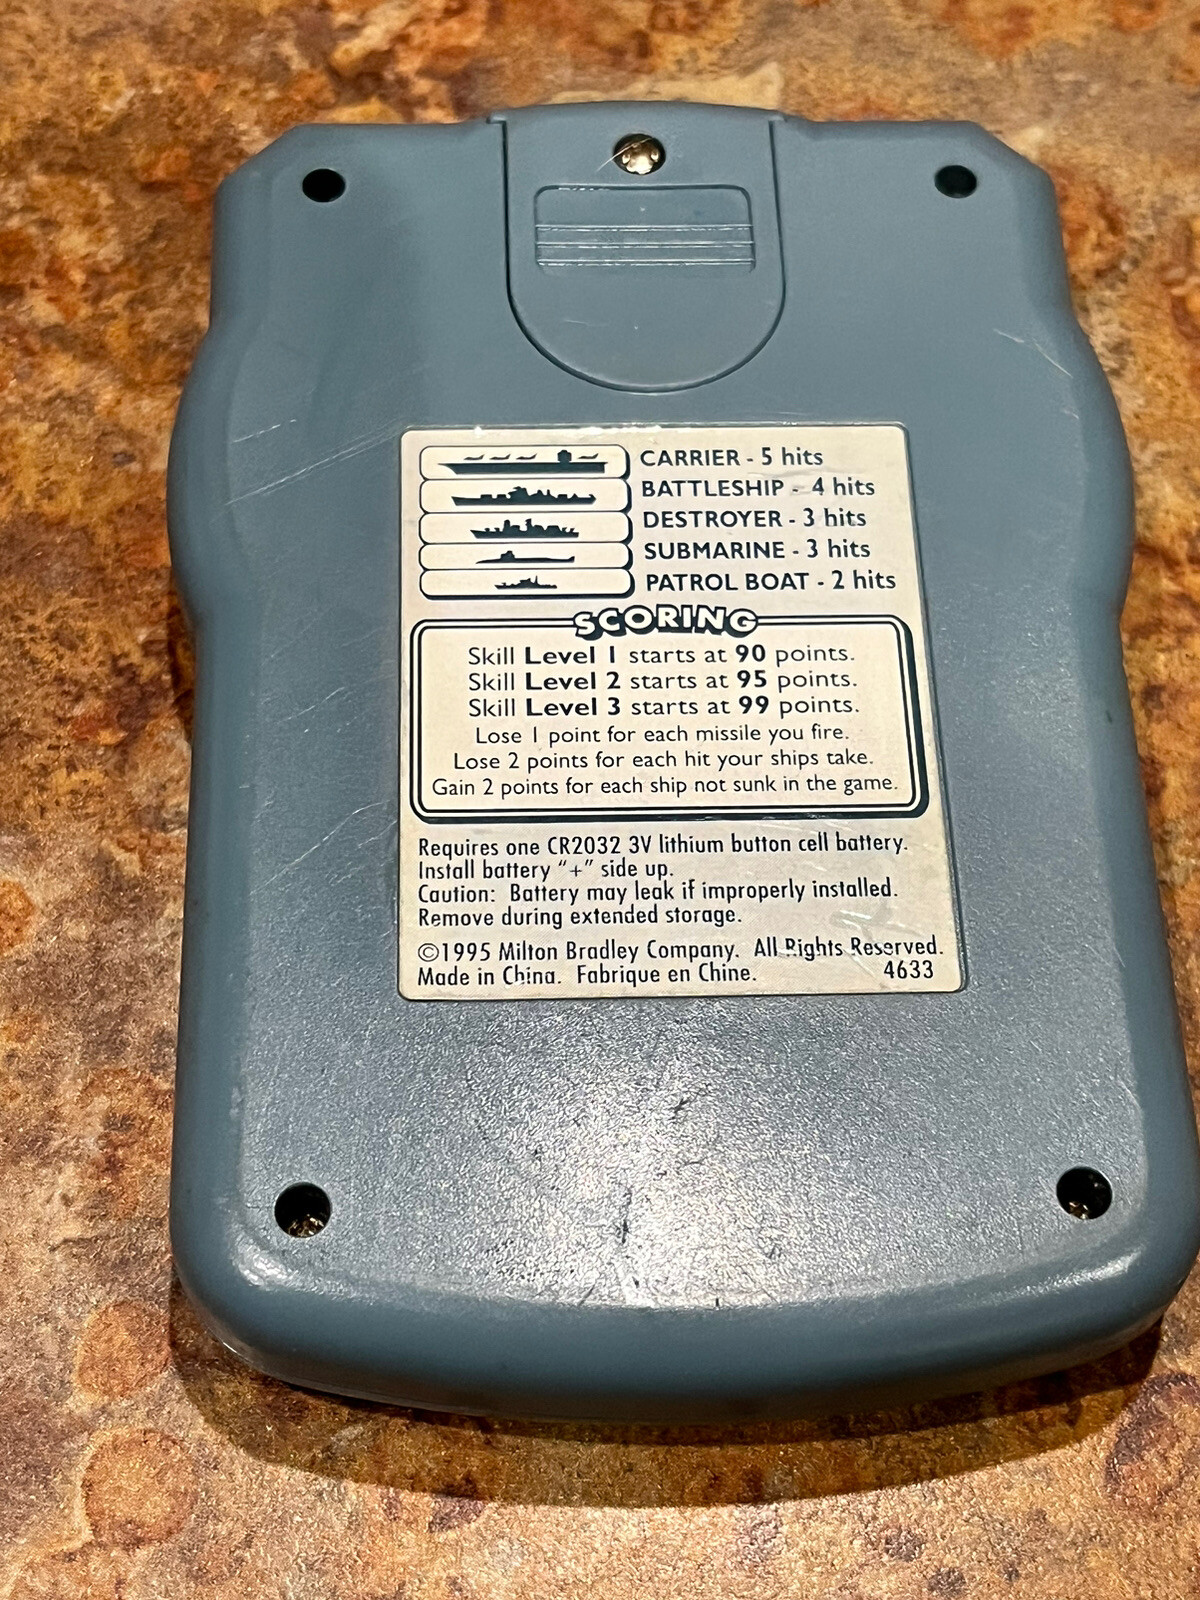 CARRIER - 5 hits
BATTLESHIP - 4 hits
DESTROYER - 3 hits
SUBMARINE - 3 hits
PATROL BOAT - 2 hits
SCORING
Skill Level 1 starts at 90 points.
Skill Level 2 starts at 95 points.
Skill Level 3 starts at 99 points.
Lose 1 point for each missile you fire.
Lose 2 points for each hit your ships take.
Gain 2 points for each ship not sunk in the game.
Requires one CR2032 3V lithium button cell battery.
Install battery “+” side up.
Caution: Battery may leak if improperly installed.
Remove during extended storage.
©1995 Milton Bradley Company. All Rights Reserved.
Made in China. Fabrique en Chine. 4633